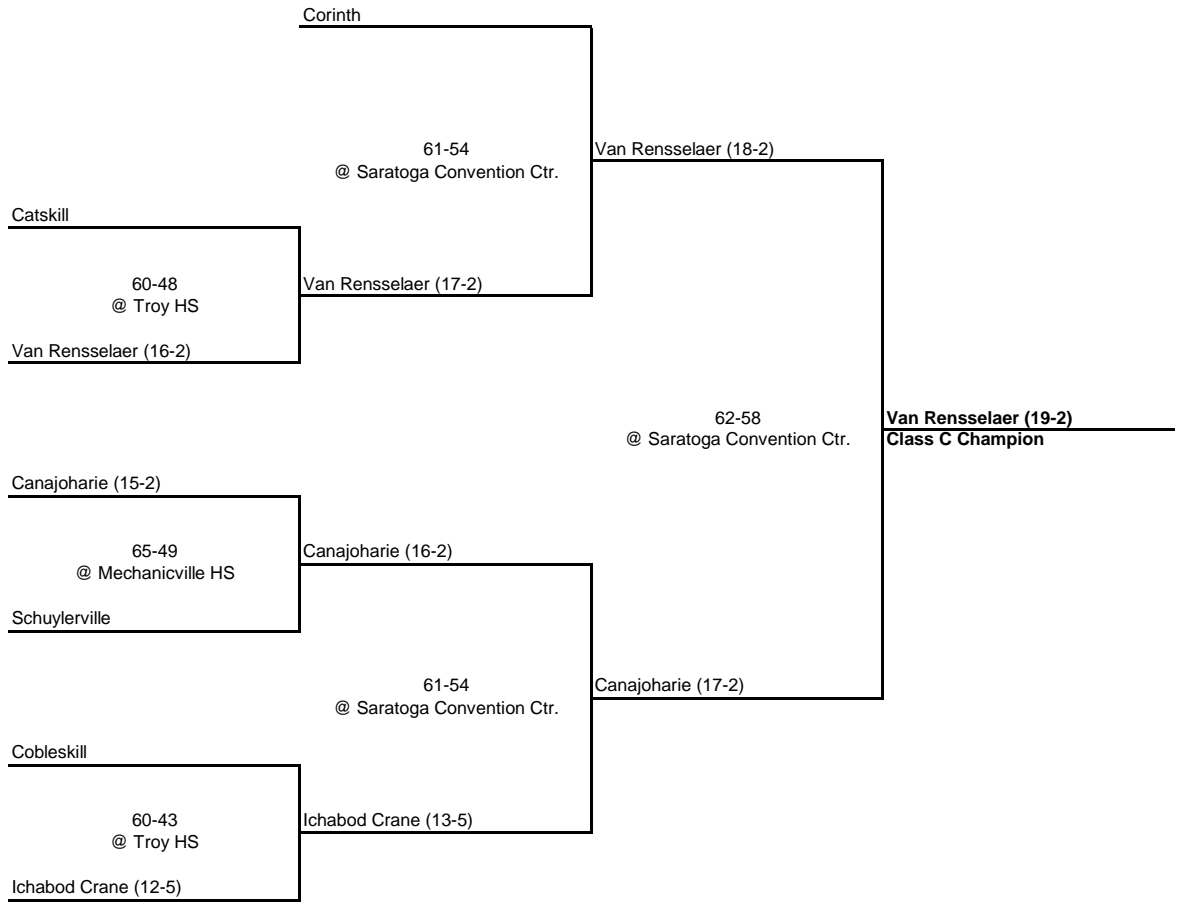 Corinth
61-54
@ Saratoga Convention Ctr.
Van Rensselaer (18-2)
Catskill
60-48
@ Troy HS
Van Rensselaer (17-2)
Van Rensselaer (16-2)
62-58
@ Saratoga Convention Ctr.
Van Rensselaer (19-2)
Class C Champion
Canajoharie (15-2)
65-49
@ Mechanicville HS
Canajoharie (16-2)
Schuylerville
61-54
@ Saratoga Convention Ctr.
Canajoharie (17-2)
Cobleskill
60-43
@ Troy HS
Ichabod Crane (13-5)
Ichabod Crane (12-5)